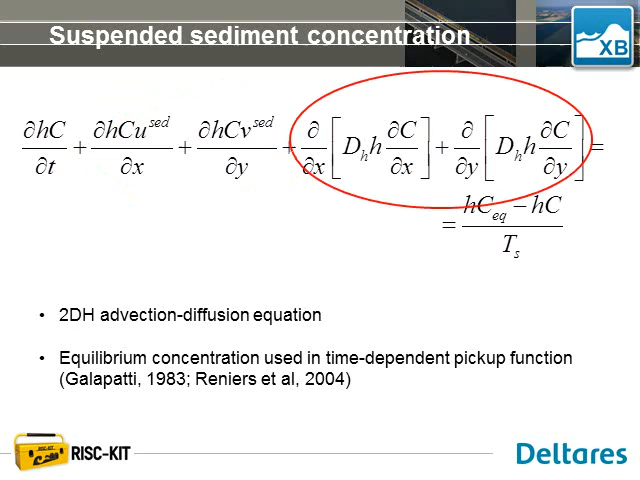 Suspended sediment concentration
XB
∂hC/∂t + ∂hCu^sed/∂x + ∂hCv^sed/∂y + ∂/∂x [D_h h ∂C/∂x] + ∂/∂y [D_h h ∂C/∂y] =
= (hC_eq − hC)/T_s
• 2DH advection-diffusion equation
• Equilibrium concentration used in time-dependent pickup function
(Galapatti, 1983; Reniers et al, 2004)
RISC-KIT
Deltares